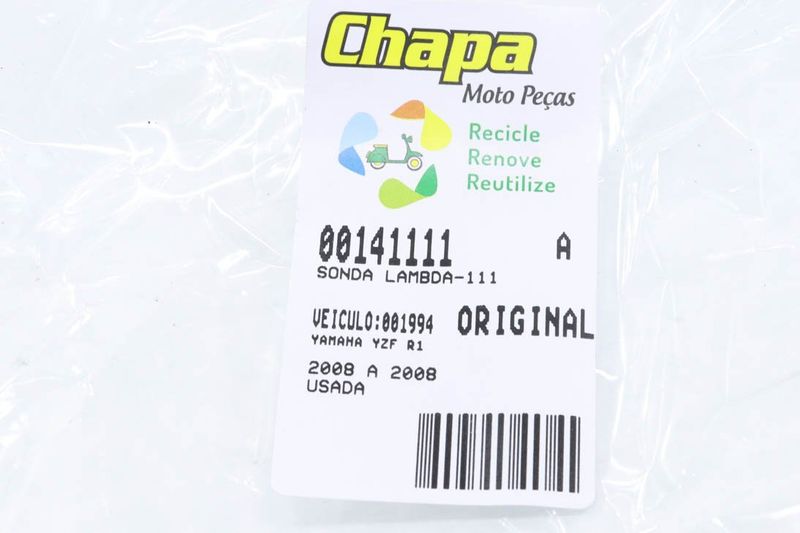 Chapa
Moto Peças
Recicle
Renove
Reutilize
00141111 A
SONDA LAMBDA-111
VEICULO:001994 ORIGINAL
YAMAHA YZF R1
2008 A 2008
USADA